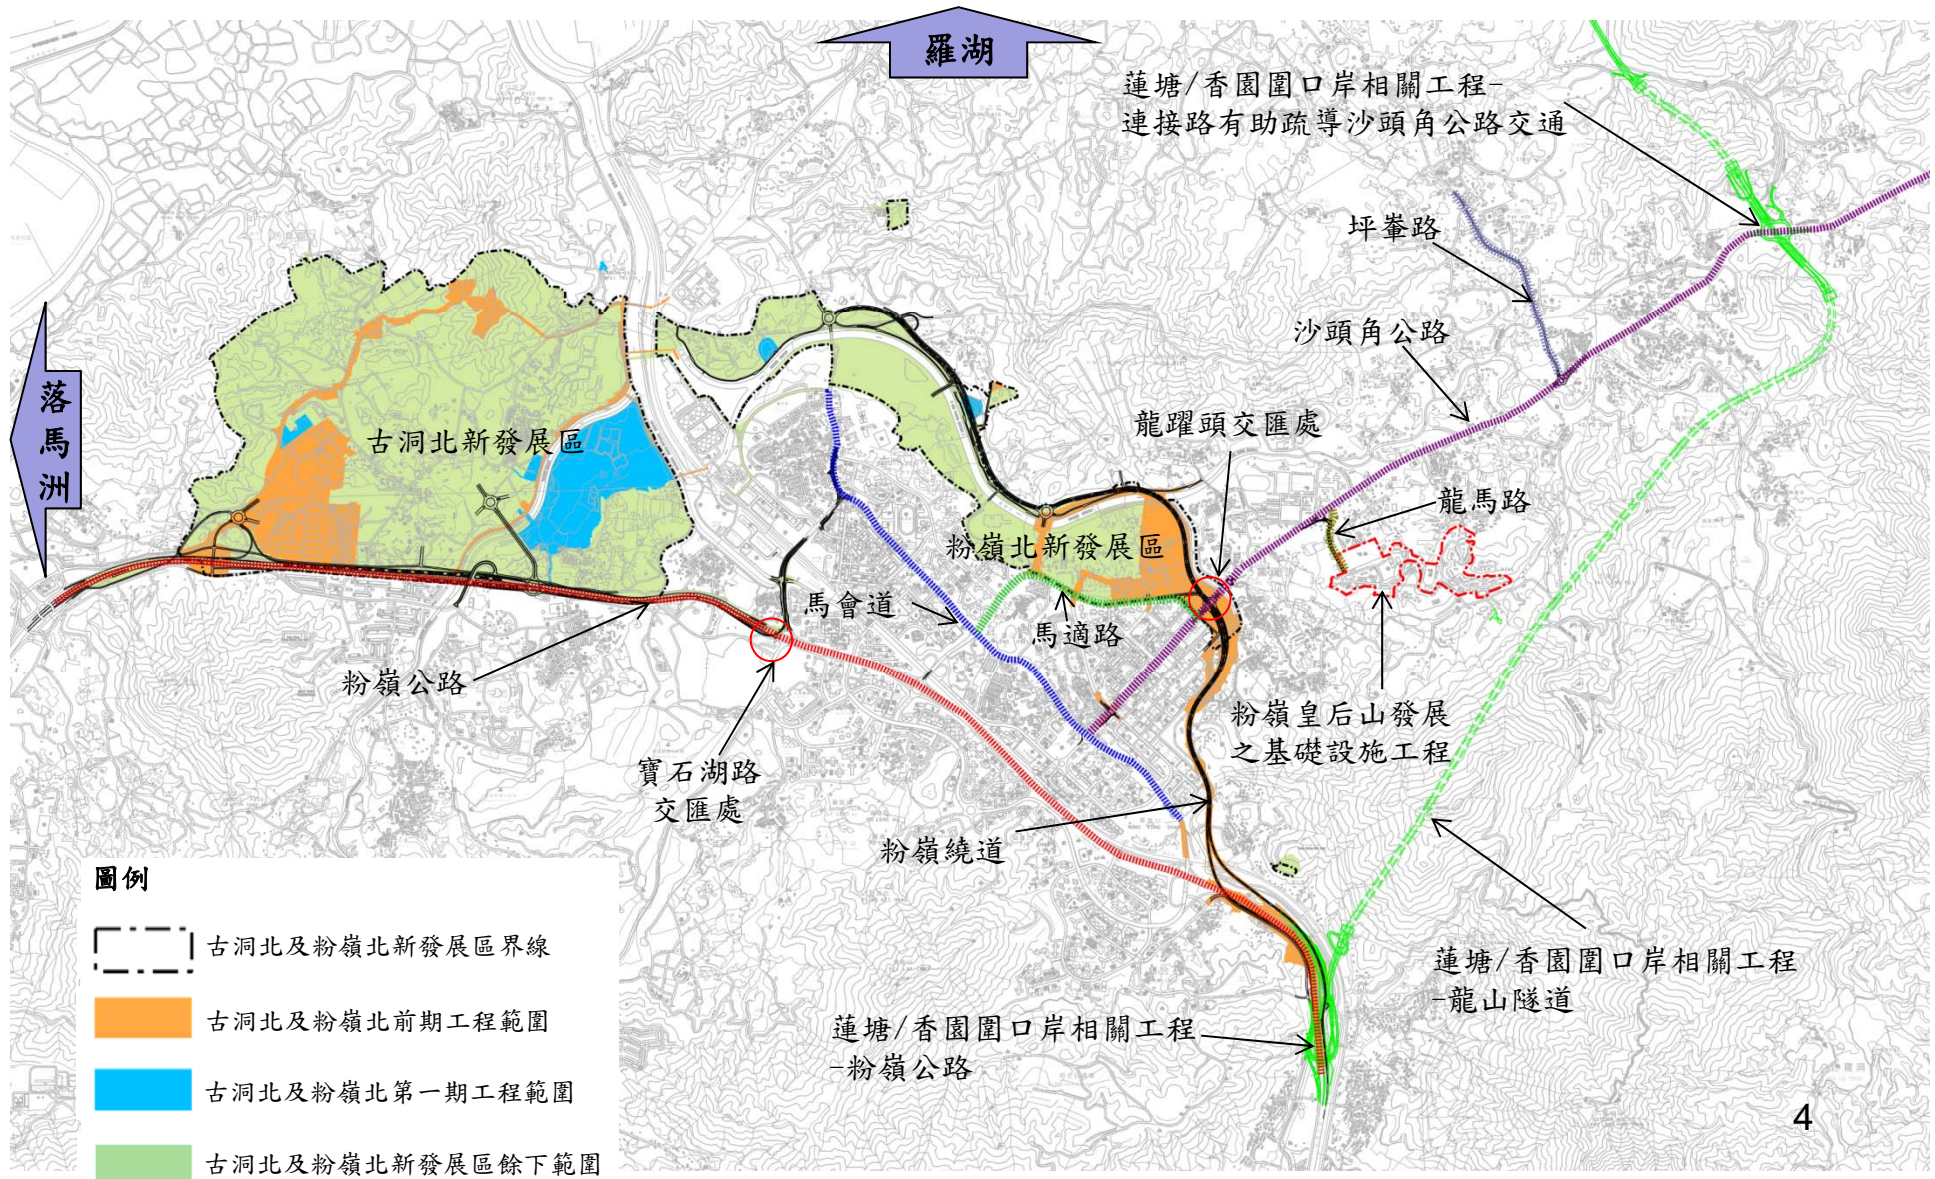 羅湖
蓮塘/香園圍口岸相關工程-
連接路有助疏導沙頭角公路交通
坪輋路
沙頭角公路
落
馬
洲
古洞北新發展區
龍躍頭交匯處
龍馬路
粉嶺北新發展區
馬會道
馬適路
粉嶺公路
粉嶺皇后山發展
之基礎設施工程
寶石湖路
交匯處
粉嶺繞道
圖例
古洞北及粉嶺北新發展區界線
古洞北及粉嶺北前期工程範圍
古洞北及粉嶺北第一期工程範圍
古洞北及粉嶺北新發展區餘下範圍
蓮塘/香園圍口岸相關工程
-龍山隧道
蓮塘/香園圍口岸相關工程
-粉嶺公路
4